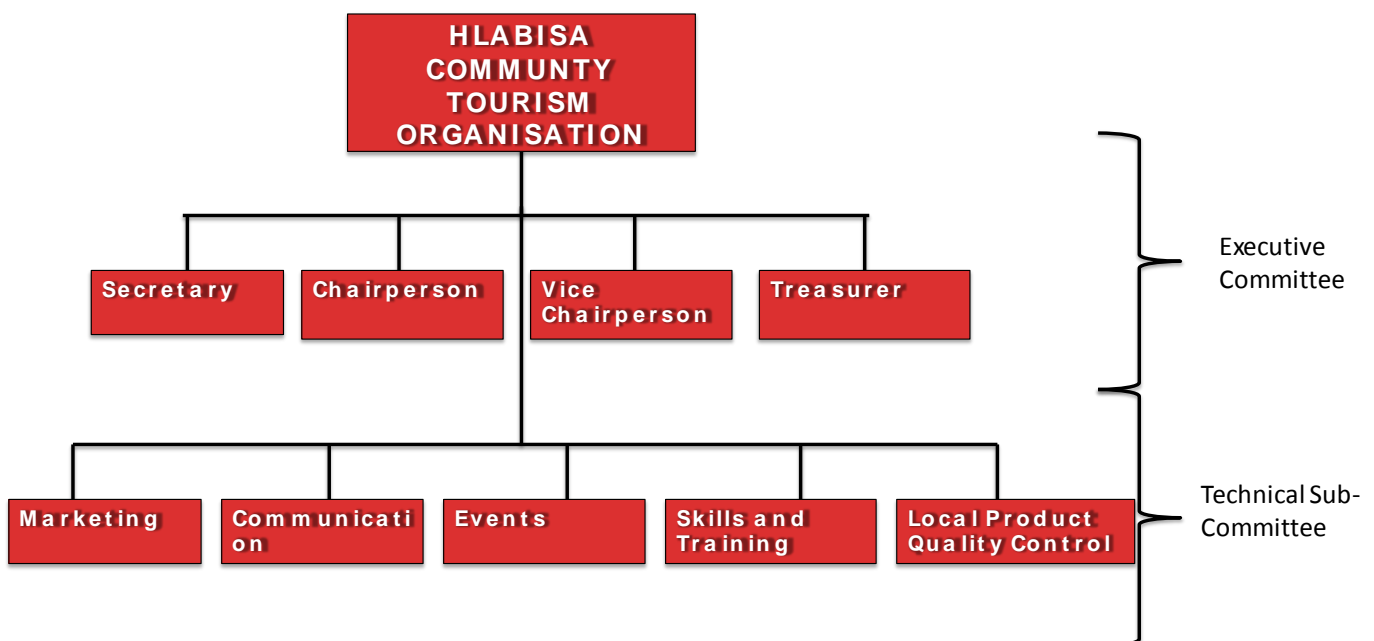 HLABISA
COMMUNTY
TOURISM
ORGANISATION
Secretary
Chairperson
Vice
Chairperson
Treasurer
Executive
Committee
Marketing
Communicati
on
Events
Skills and
Training
Local Product
Quality Control
Technical Sub-
Committee